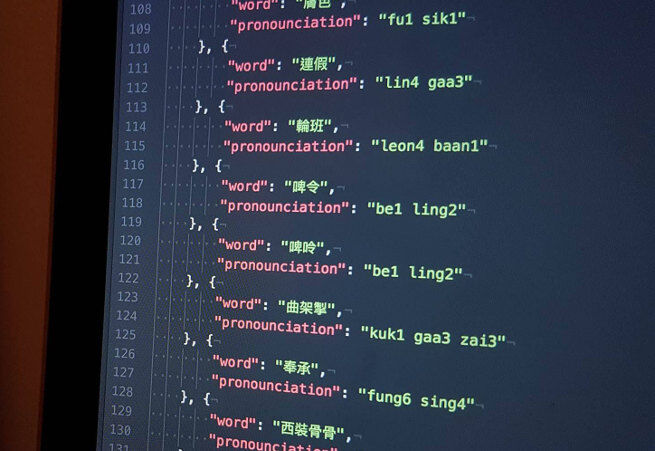 108 "word": "膚色",
109 "pronounciation": "fu1 sik1"
110 }, {
111 "word": "連假",
112 "pronounciation": "lin4 gaa3"
113 }, {
114 "word": "輪班",
115 "pronounciation": "leon4 baan1"
116 }, {
117 "word": "啤令",
118 "pronounciation": "be1 ling2"
119 }, {
120 "word": "啤呤",
121 "pronounciation": "be1 ling2"
122 }, {
123 "word": "曲架掣",
124 "pronounciation": "kuk1 gaa3 zai3"
125 }, {
126 "word": "奉承",
127 "pronounciation": "fung6 sing4"
128 }, {
129 "word": "西裝骨骨",
130 "pronounciation":
131